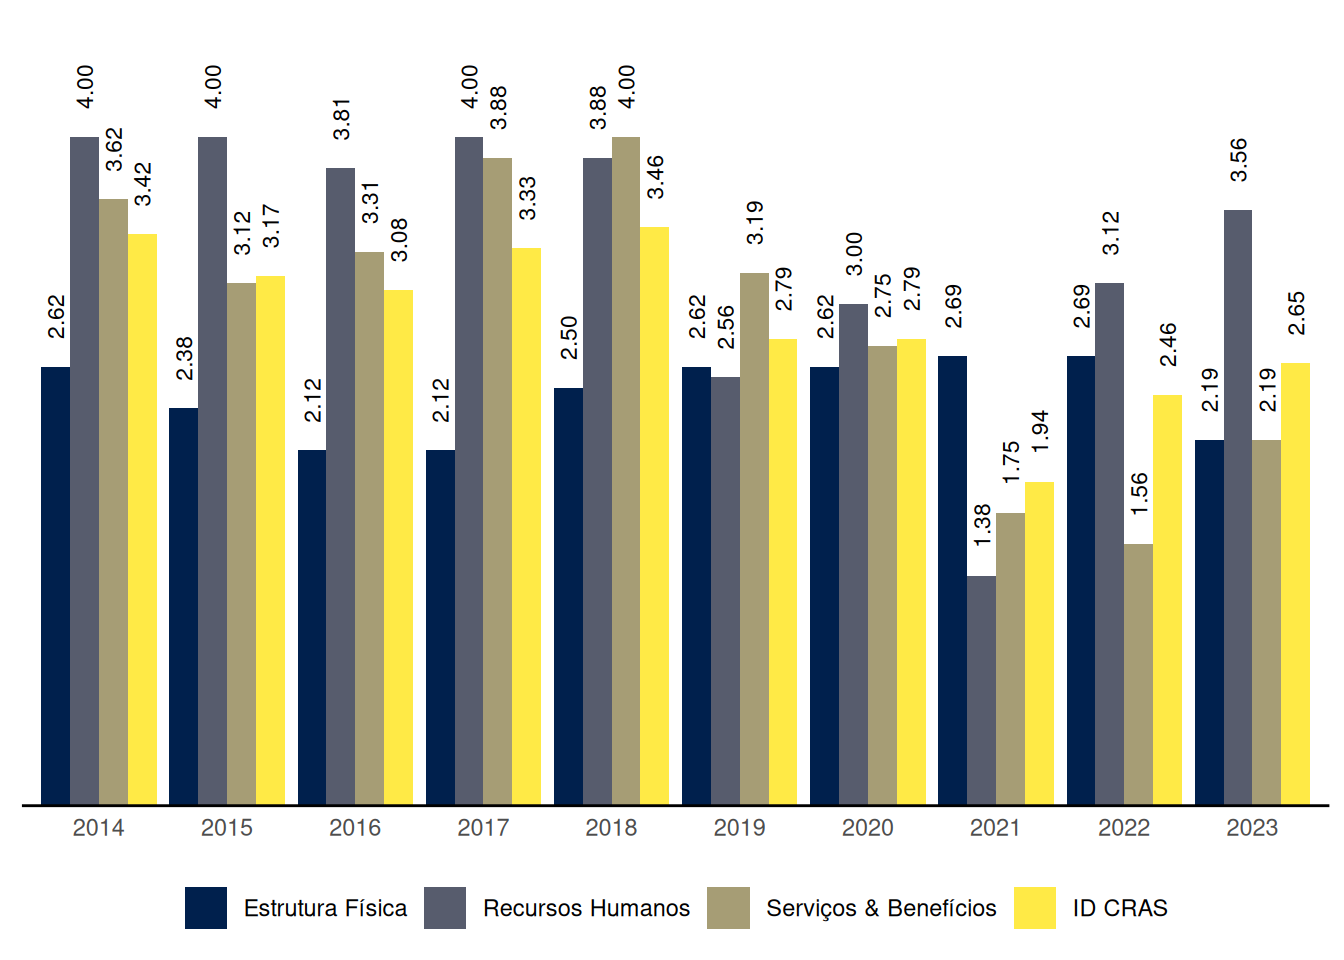 2.62 4.00 3.62 3.42
2.38 4.00 3.12 3.17
2.12 3.81 3.31 3.08
2.12 4.00 3.88 3.33
2.50 3.88 4.00 3.46
2.62 2.56 3.19 2.79
2.62 3.00 2.75 2.79
2.69 1.38 1.75 1.94
2.69 3.12 1.56 2.46
2.19 3.56 2.19 2.65
2014 2015 2016 2017 2018 2019 2020 2021 2022 2023
Estrutura Física Recursos Humanos Serviços & Benefícios ID CRAS